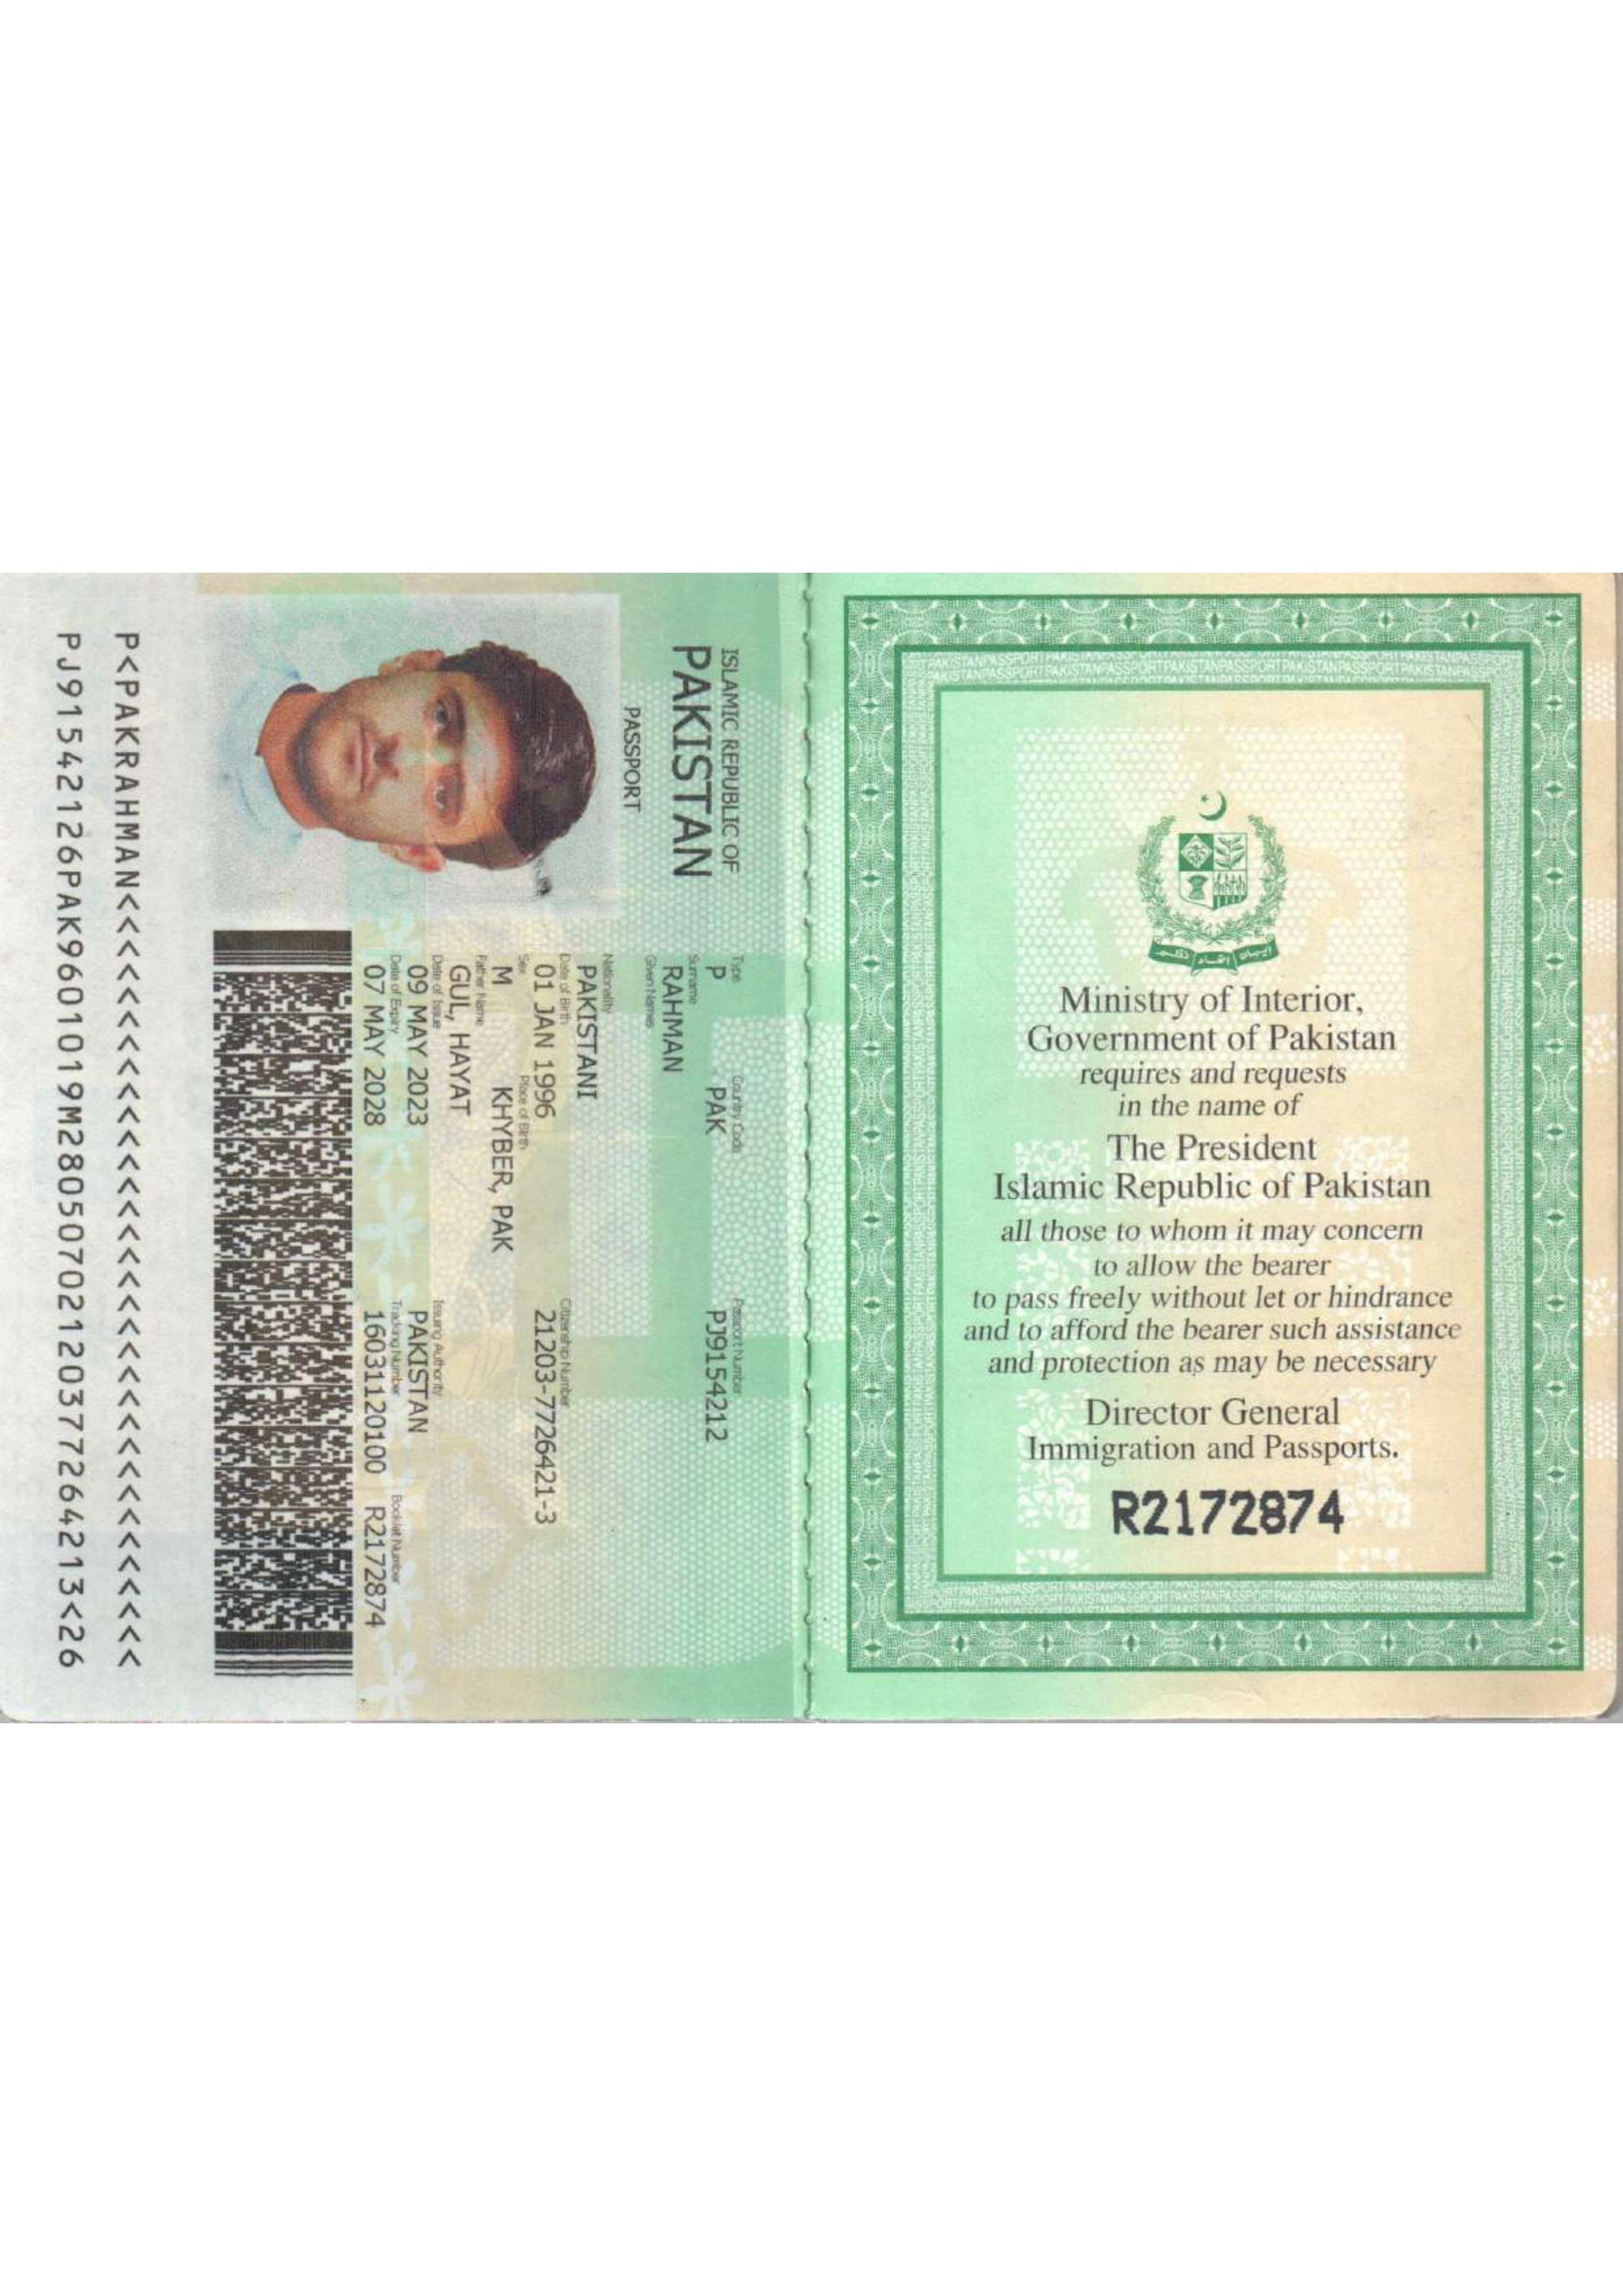 ISLAMIC REPUBLIC OF
PAKISTAN
PASSPORT
Type Country Code Passport Number
P PAK PJ9154212
Surname
RAHMAN
Given Names
Nationality
PAKISTANI
Date of Birth Citizenship Number
01 JAN 1996 21203-7726421-3
Sex Place of Birth
M KHYBER, PAK
Father Name
GUL, HAYAT
Date of Issue Issuing Authority
09 MAY 2023 PAKISTAN
Date of Expiry Tracking Number Booklet Number
07 MAY 2028 16031120100 R2172874
P<PAKRAHMAN<<<<<<<<<<<<<<<<<<<<<<<<<<<<<<<<<
PJ91542126PAK9601019M28050702120377264213<26
ایمان اتحاد نظم
Ministry of Interior,
Government of Pakistan
requires and requests
in the name of
The President
Islamic Republic of Pakistan
all those to whom it may concern
to allow the bearer
to pass freely without let or hindrance
and to afford the bearer such assistance
and protection as may be necessary
Director General
Immigration and Passports.
R2172874